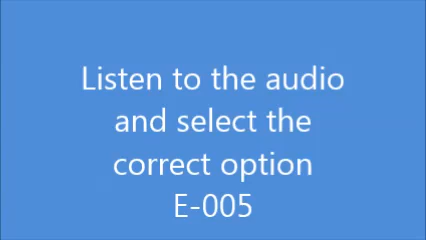 Listen to the audio
and select the
correct option
E-005